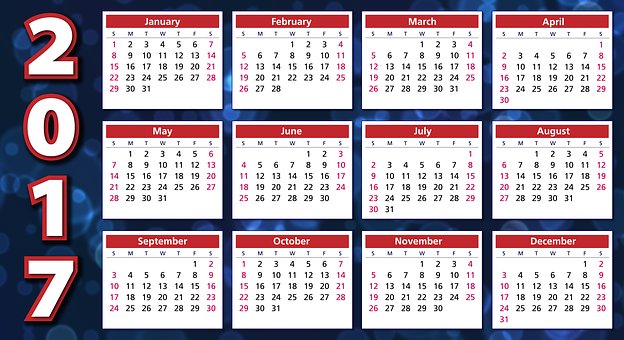 2
0
1
7
January
S M T W T F S
1 2 3 4 5 6 7
8 9 10 11 12 13 14
15 16 17 18 19 20 21
22 23 24 25 26 27 28
29 30 31
February
S M T W T F S
1 2 3 4
5 6 7 8 9 10 11
12 13 14 15 16 17 18
19 20 21 22 23 24 25
26 27 28
March
S M T W T F S
1 2 3 4
5 6 7 8 9 10 11
12 13 14 15 16 17 18
19 20 21 22 23 24 25
26 27 28 29 30 31
April
S M T W T F S
1
2 3 4 5 6 7 8
9 10 11 12 13 14 15
16 17 18 19 20 21 22
23 24 25 26 27 28 29
30
May
S M T W T F S
1 2 3 4 5 6
7 8 9 10 11 12 13
14 15 16 17 18 19 20
21 22 23 24 25 26 27
28 29 30 31
June
S M T W T F S
1 2 3
4 5 6 7 8 9 10
11 12 13 14 15 16 17
18 19 20 21 22 23 24
25 26 27 28 29 30
July
S M T W T F S
1
2 3 4 5 6 7 8
9 10 11 12 13 14 15
16 17 18 19 20 21 22
23 24 25 26 27 28 29
30 31
August
S M T W T F S
1 2 3 4 5
6 7 8 9 10 11 12
13 14 15 16 17 18 19
20 21 22 23 24 25 26
27 28 29 30 31
September
S M T W T F S
1 2
3 4 5 6 7 8 9
10 11 12 13 14 15 16
17 18 19 20 21 22 23
24 25 26 27 28 29 30
October
S M T W T F S
1 2 3 4 5 6 7
8 9 10 11 12 13 14
15 16 17 18 19 20 21
22 23 24 25 26 27 28
29 30 31
November
S M T W T F S
1 2 3 4
5 6 7 8 9 10 11
12 13 14 15 16 17 18
19 20 21 22 23 24 25
26 27 28 29 30
December
S M T W T F S
1 2
3 4 5 6 7 8 9
10 11 12 13 14 15 16
17 18 19 20 21 22 23
24 25 26 27 28 29 30
31